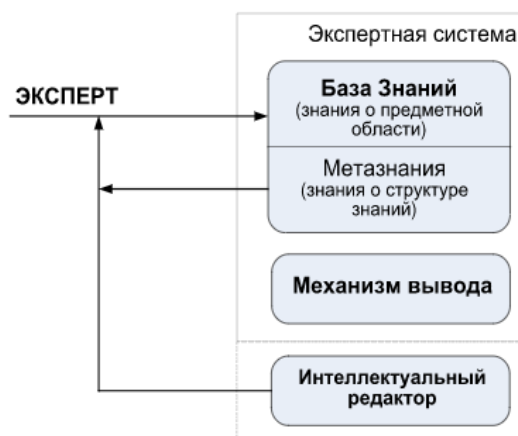 Экспертная система
ЭКСПЕРТ
База Знаний
(знания о предметной
области)
Метазнания
(знания о структуре
знаний)
Механизм вывода
Интеллектуальный
редактор